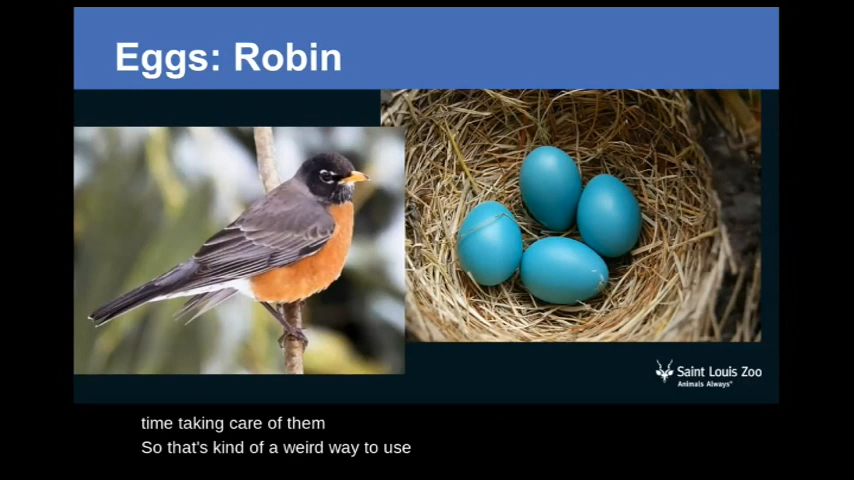 Eggs: Robin
Saint Louis Zoo
Animals Always®
time taking care of them
So that's kind of a weird way to use